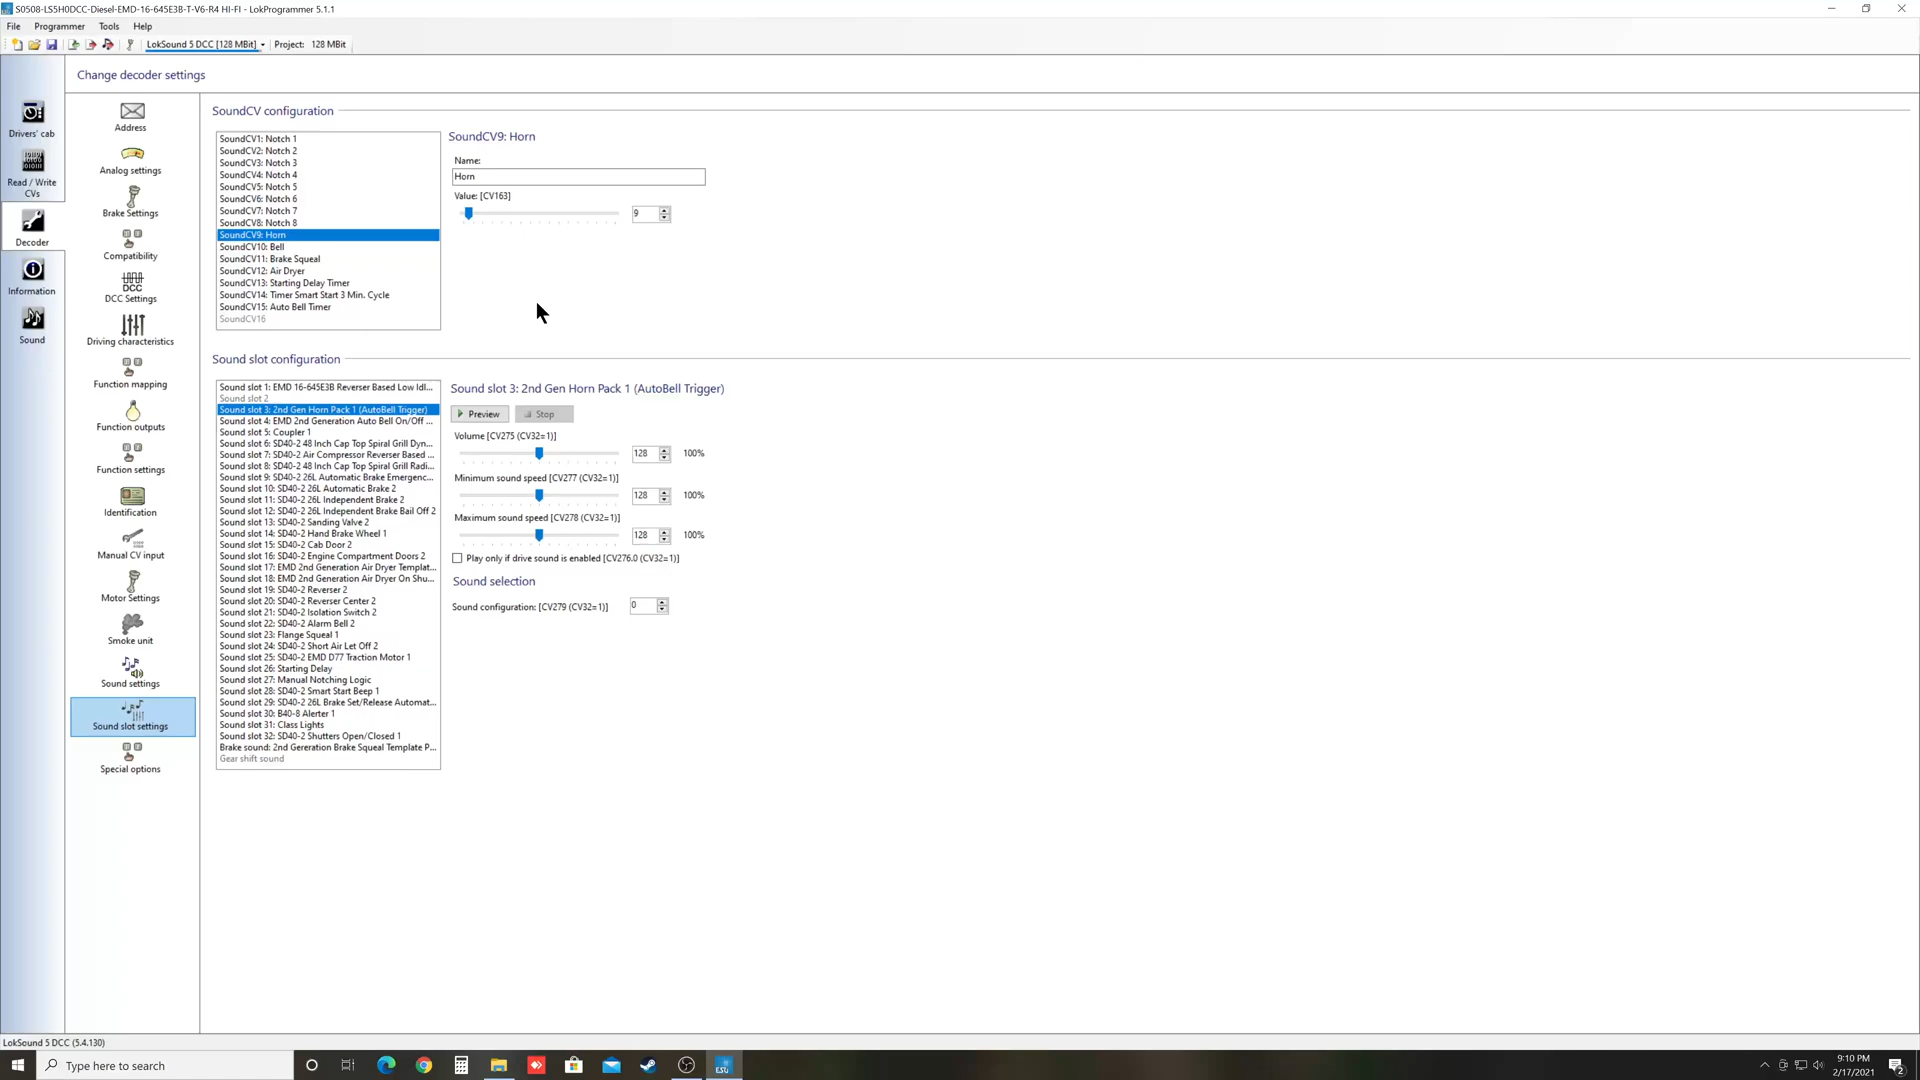 S0508-LS5H0DCC-Diesel-EMD-16-645E3B-T-V6-R4 HI-FI - LokProgrammer 5.1.1
File Programmer Tools Help
LokSound 5 DCC [128 MBit] Project: 128 MBit
Change decoder settings
Drivers' cab
Read / Write
CVs
Decoder
Information
Sound
Address
Analog settings
Brake Settings
Compatibility
DCC
DCC Settings
Driving characteristics
Function mapping
Function outputs
Function settings
Identification
Manual CV input
Motor Settings
Smoke unit
Sound settings
Sound slot settings
Special options
SoundCV configuration
SoundCV1: Notch 1
SoundCV2: Notch 2
SoundCV3: Notch 3
SoundCV4: Notch 4
SoundCV5: Notch 5
SoundCV6: Notch 6
SoundCV7: Notch 7
SoundCV8: Notch 8
SoundCV9: Horn
SoundCV10: Bell
SoundCV11: Brake Squeal
SoundCV12: Air Dryer
SoundCV13: Starting Delay Timer
SoundCV14: Timer Smart Start 3 Min. Cycle
SoundCV15: Auto Bell Timer
SoundCV16
SoundCV9: Horn
Name:
Horn
Value: [CV163]
9
Sound slot configuration
Sound slot 1: EMD 16-645E3B Reverser Based Low Idl...
Sound slot 2
Sound slot 3: 2nd Gen Horn Pack 1 (AutoBell Trigger)
Sound slot 4: EMD 2nd Generation Auto Bell On/Off ...
Sound slot 5: Coupler 1
Sound slot 6: SD40-2 48 Inch Cap Top Spiral Grill Dyn...
Sound slot 7: SD40-2 Air Compressor Reverser Based ...
Sound slot 8: SD40-2 48 Inch Cap Top Spiral Grill Radi...
Sound slot 9: SD40-2 26L Automatic Brake Emergenc...
Sound slot 10: SD40-2 26L Automatic Brake 2
Sound slot 11: SD40-2 26L Independent Brake 2
Sound slot 12: SD40-2 26L Independent Brake Bail Off 2
Sound slot 13: SD40-2 Sanding Valve 2
Sound slot 14: SD40-2 Hand Brake Wheel 1
Sound slot 15: SD40-2 Cab Door 2
Sound slot 16: SD40-2 Engine Compartment Doors 2
Sound slot 17: EMD 2nd Generation Air Dryer Templat...
Sound slot 18: EMD 2nd Generation Air Dryer On Shu...
Sound slot 19: SD40-2 Reverser 2
Sound slot 20: SD40-2 Reverser Center 2
Sound slot 21: SD40-2 Isolation Switch 2
Sound slot 22: SD40-2 Alarm Bell 2
Sound slot 23: Flange Squeal 1
Sound slot 24: SD40-2 Short Air Let Off 2
Sound slot 25: SD40-2 EMD D77 Traction Motor 1
Sound slot 26: Starting Delay
Sound slot 27: Manual Notching Logic
Sound slot 28: SD40-2 Smart Start Beep 1
Sound slot 29: SD40-2 26L Brake Set/Release Automat...
Sound slot 30: B40-8 Alerter 1
Sound slot 31: Class Lights
Sound slot 32: SD40-2 Shutters Open/Closed 1
Brake sound: 2nd Gerneration Brake Squeal Template P...
Gear shift sound
Sound slot 3: 2nd Gen Horn Pack 1 (AutoBell Trigger)
Preview Stop
Volume [CV275 (CV32=1)]
128 100%
Minimum sound speed [CV277 (CV32=1)]
128 100%
Maximum sound speed [CV278 (CV32=1)]
128 100%
Play only if drive sound is enabled [CV276.0 (CV32=1)]
Sound selection
Sound configuration: [CV279 (CV32=1)] 0
LokSound 5 DCC (5.4.130)
Type here to search
ESU
9:10 PM
2/17/2021
2